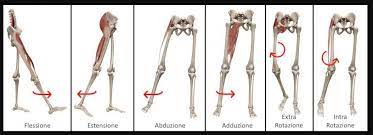 Flessione
Estensione
Abduzione
Adduzione
Extra
Rotazione
Intra
Rotazione